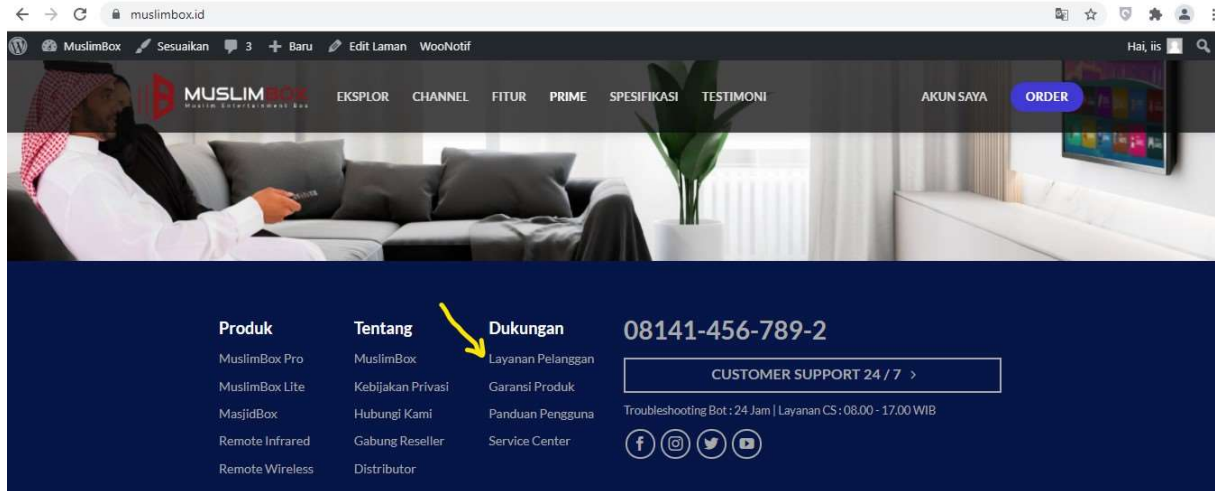 muslimbox.id
MuslimBox Sesuaikan 3 + Baru Edit Laman WooNotif Hai, iis
MUSLIMBOX EKSPLOR CHANNEL FITUR PRIME SPESIFIKASI TESTIMONI AKUN SAYA ORDER
Muslim Entertainment Box
Produk
MuslimBox Pro
MuslimBox Lite
MasjidBox
Remote Infrared
Remote Wireless
Tentang
MuslimBox
Kebijakan Privasi
Hubungi Kami
Gabung Reseller
Distributor
Dukungan
Layanan Pelanggan
Garansi Produk
Panduan Pengguna
Service Center
08141-456-789-2
CUSTOMER SUPPORT 24 / 7 >
Troubleshooting Bot : 24 Jam | Layanan CS : 08.00 - 17.00 WIB